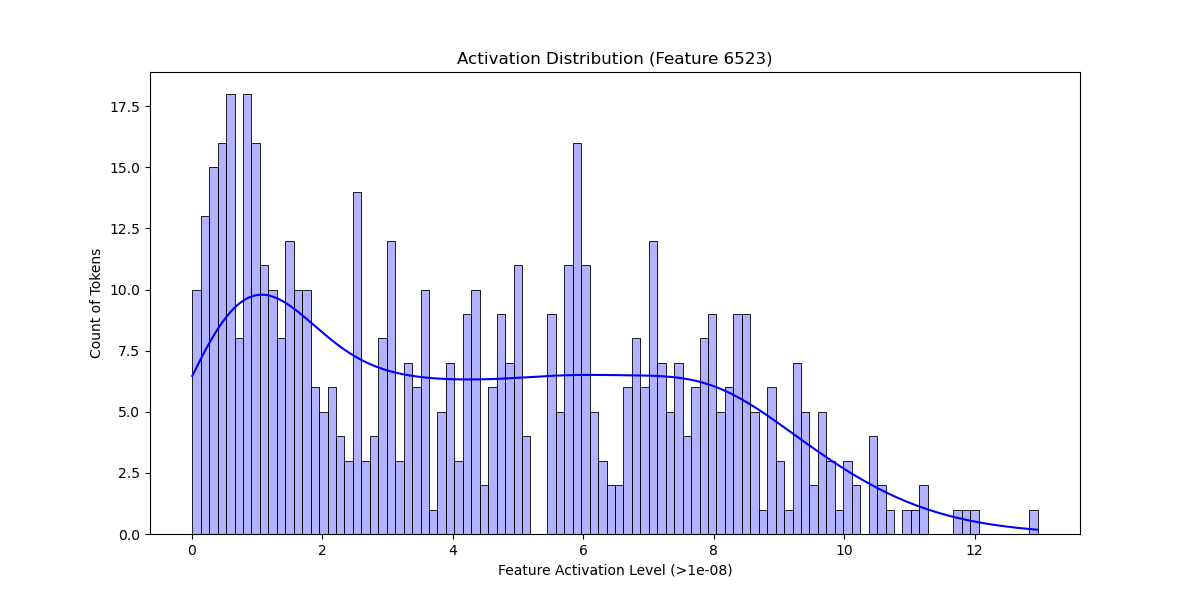 Activation Distribution (Feature 6523)
17.5
15.0
12.5
10.0
7.5
5.0
2.5
0.0
Count of Tokens
0 2 4 6 8 10 12
Feature Activation Level (>1e-08)